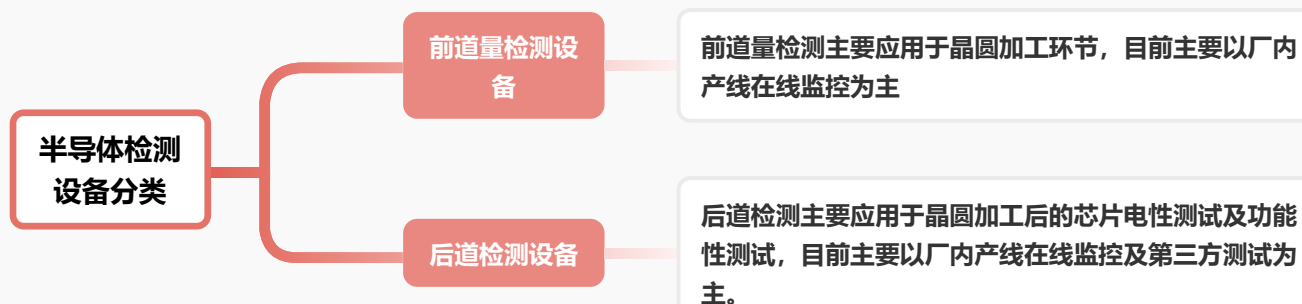 半导体检测
设备分类
前道量检测设
备
前道量检测主要应用于晶圆加工环节，目前主要以厂内
产线在线监控为主
后道检测设备
后道检测主要应用于晶圆加工后的芯片电性测试及功能
性测试，目前主要以厂内产线在线监控及第三方测试为
主。